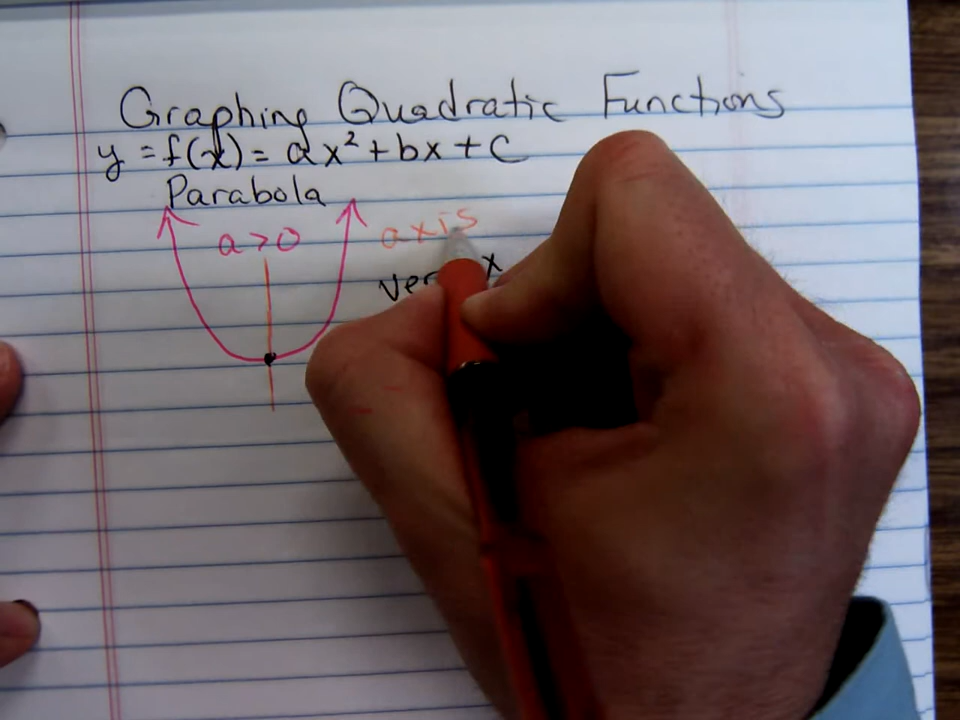 Graphing Quadratic Functions
y = f(x) = ax² + bx + c
Parabola
a > 0
axis